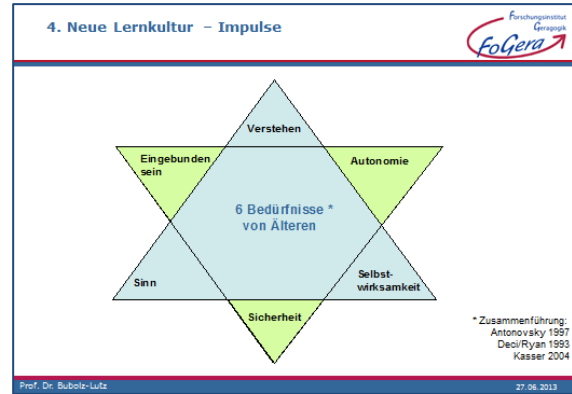 4. Neue Lernkultur – Impulse
Forschungsinstitut
Geragogik
FoGera
Verstehen
Eingebunden
sein
Autonomie
6 Bedürfnisse *
von Älteren
Sinn
Selbst-
wirksamkeit
Sicherheit
* Zusammenführung:
Antonovsky 1997
Deci/Ryan 1993
Kasser 2004
Prof. Dr. Bubolz-Lutz
27.06.2013